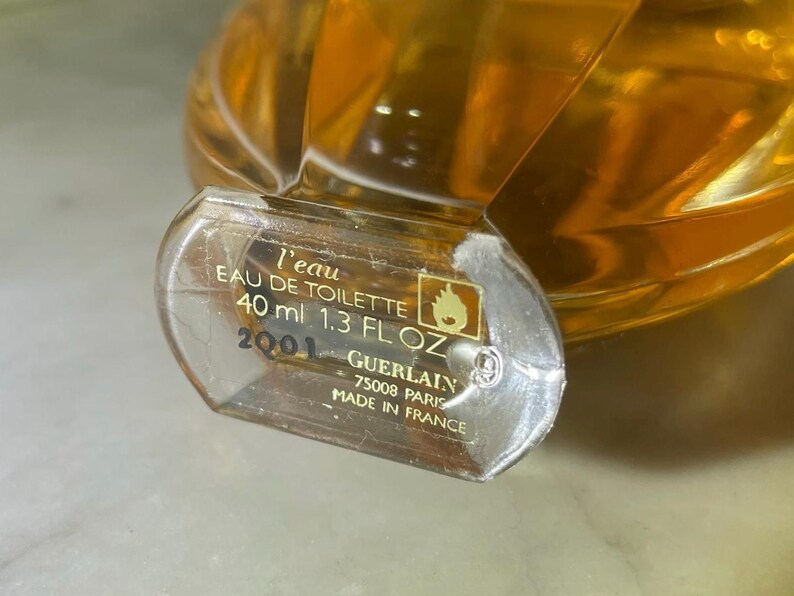 l'eau
EAU DE TOILETTE
40 ml 1.3 FL OZ
2001
GUERLAIN
75008 PARIS
MADE IN FRANCE